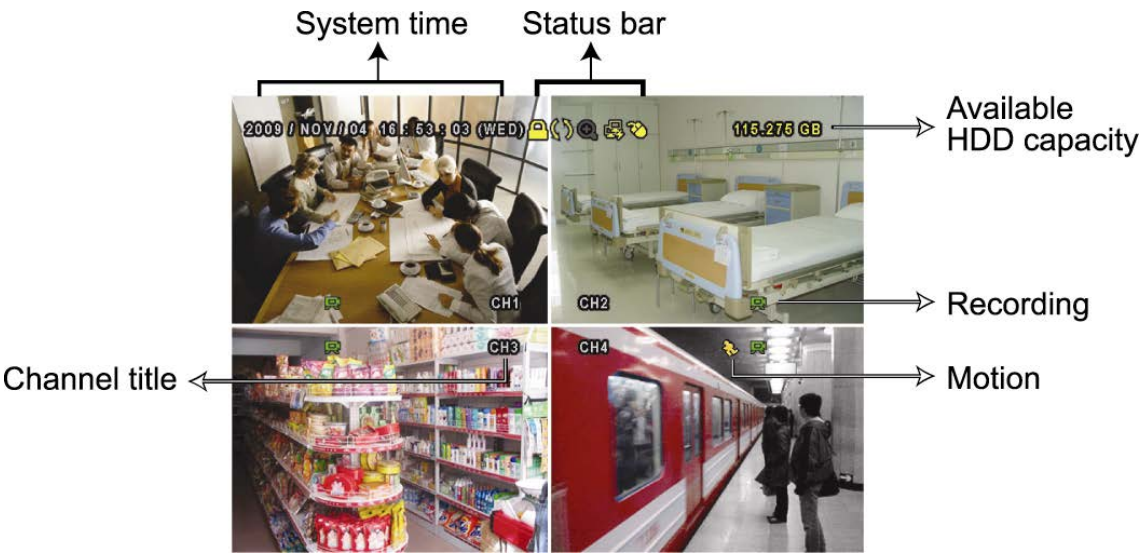 System time
Status bar
2009 / NOV / 04 16 : 53 : 03 (WED)
115.275 GB
Available
HDD capacity
CH1
CH2
Recording
CH3
CH4
Channel title
Motion